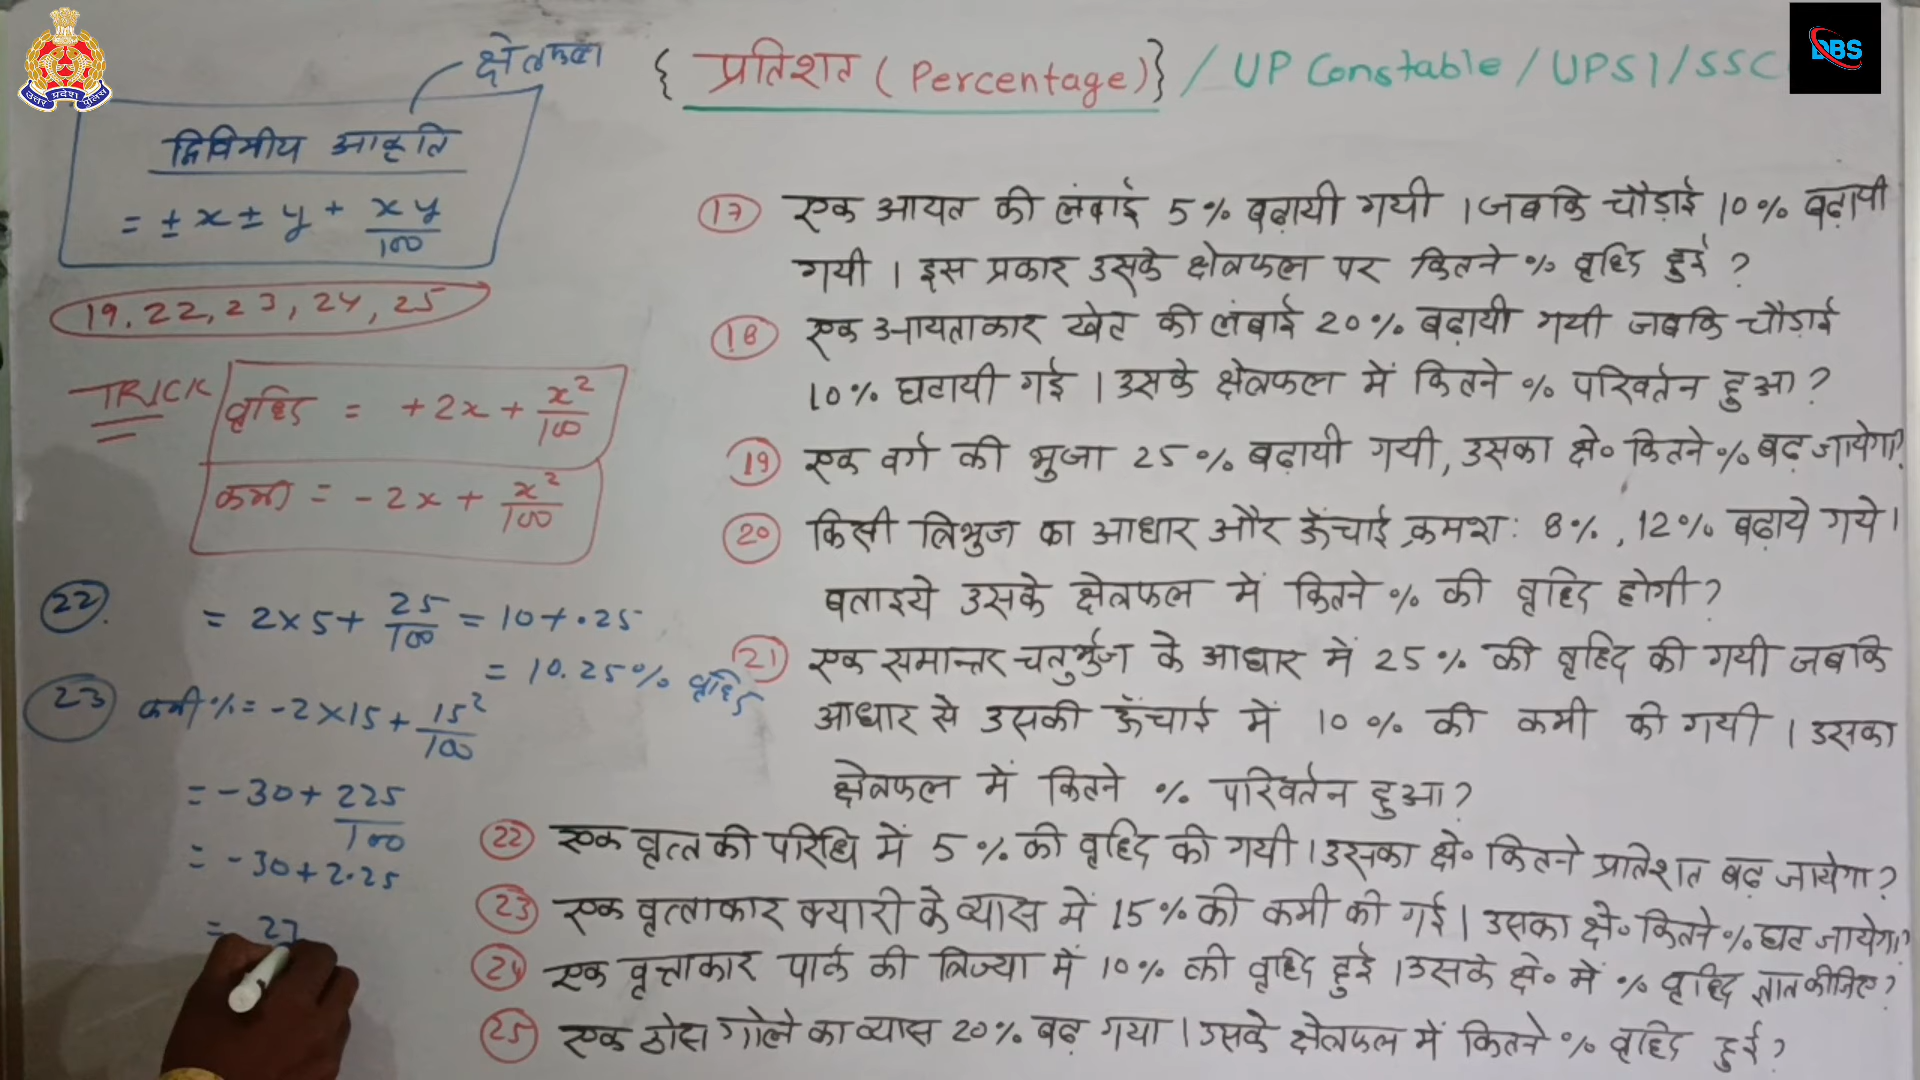 उत्तर प्रदेश पुलिस
DBS
{ प्रतिशत (Percentage)} / UP Constable / UPSI / SSC
क्षेत्रफल
द्विविमीय आकृति
= ± x ± y + xy/100
19, 22, 23, 24, 25
TRICK
वृद्धि = +2x + x²/100
कमी = -2x + x²/100
22. = 2×5 + 25/100 = 10 + .25
= 10.25% वृद्धि
23 कमी % = -2×15 + 15²/100
= -30 + 225/100
= -30 + 2.25
= 27
17 एक आयत की लंबाई 5% बढ़ायी गयी । जबकि चौड़ाई 10% बढ़ायी
गयी । इस प्रकार उसके क्षेत्रफल पर कितने % वृद्धि हुई ?
18 एक आयताकार खेत की लंबाई 20% बढ़ायी गयी जबकि चौड़ाई
10% घटायी गई । उसके क्षेत्रफल में कितने % परिवर्तन हुआ ?
19 एक वर्ग की भुजा 25% बढ़ायी गयी, उसका क्षे० कितने % बढ़ जायेगा?
20 किसी त्रिभुज का आधार और ऊँचाई क्रमश: 8%, 12% बढ़ाये गये।
बताइये उसके क्षेत्रफल में कितने % की वृद्धि होगी ?
21 एक समान्तर चतुर्भुज के आधार में 25% की वृद्धि की गयी जबकि
आधार से उसकी ऊँचाई में 10% की कमी की गयी । उसका
क्षेत्रफल में कितने % परिवर्तन हुआ ?
22 एक वृत्त की परिधि में 5% की वृद्धि की गयी । उसका क्षे० कितने प्रतिशत बढ़ जायेगा ?
23 एक वृत्ताकार क्यारी के व्यास में 15% की कमी की गई । उसका क्षे० कितने % घट जायेगा?
24 एक वृत्ताकार पार्क की त्रिज्या में 10% की वृद्धि हुई । उसके क्षे० में % वृद्धि ज्ञात कीजिए ?
25 एक ठोस गोले का व्यास 20% बढ़ गया । उसके क्षेत्रफल में कितने % वृद्धि हुई ?